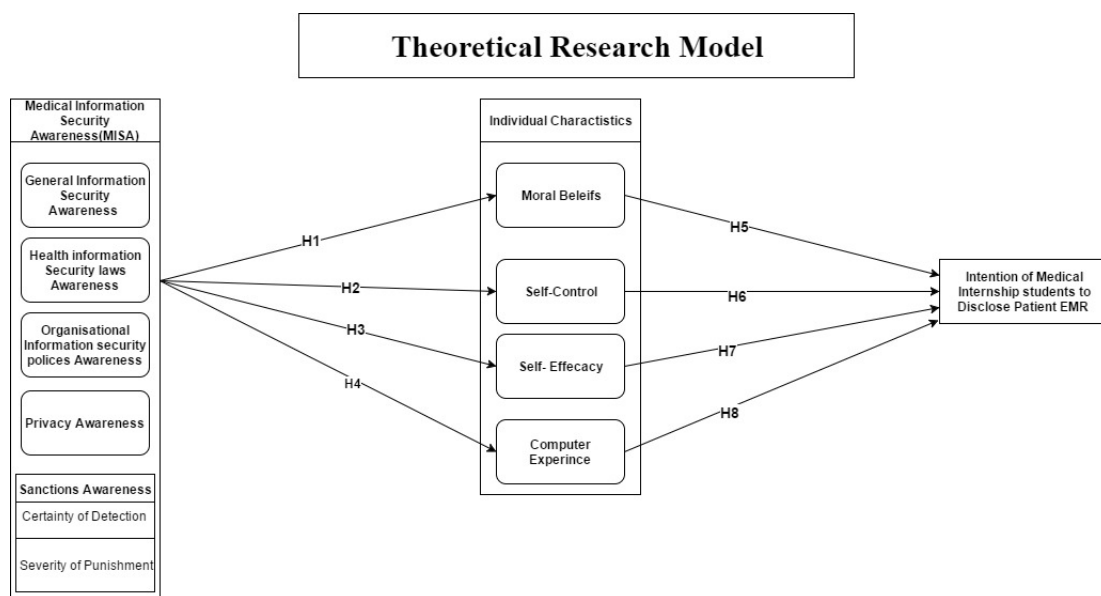 Theoretical Research Model
Medical Information
Security
Awareness(MISA)
General Information
Security
Awareness
Health information
Security laws
Awareness
Organisational
Information security
polices Awareness
Privacy Awareness
Sanctions Awareness
Certainty of Detection
Severity of Punishment
H1
H2
H3
H4
Individual Charactistics
Moral Beleifs
Self-Control
Self- Effecacy
Computer
Experince
H5
H6
H7
H8
Intention of Medical
Internship students to
Disclose Patient EMR